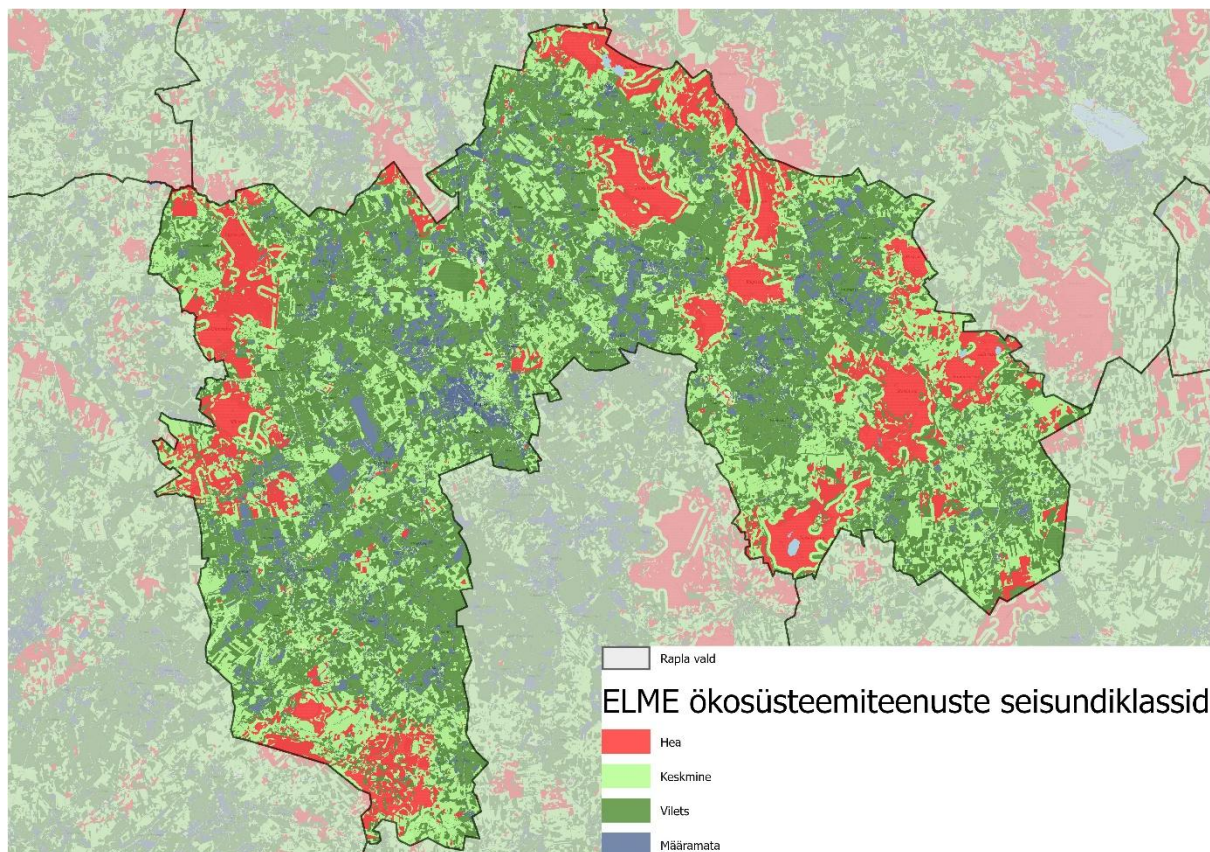 Rapla vald
ELME ökosüsteemiteenuste seisundiklassid
Hea
Keskmine
Vilets
Määramata